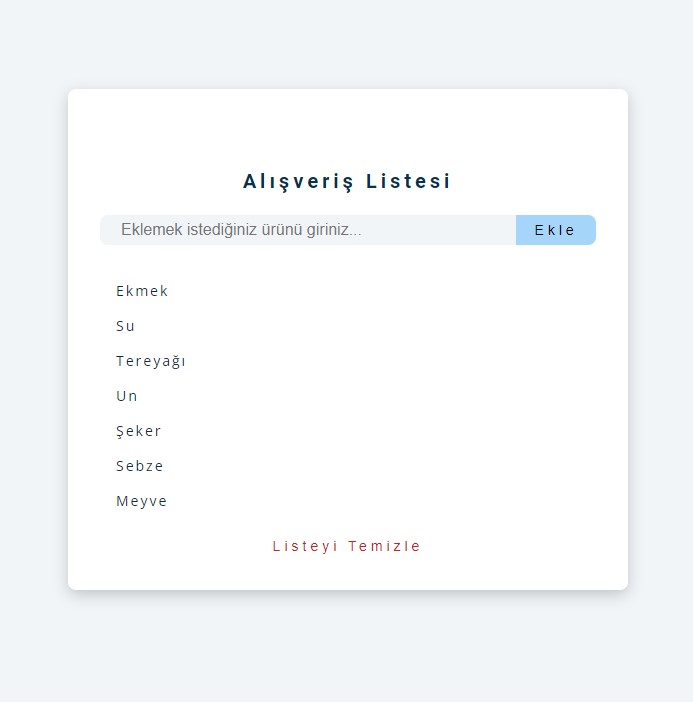 Alışveriş Listesi
Eklemek istediğiniz ürünü giriniz...
Ekle
Ekmek
Su
Tereyağı
Un
Şeker
Sebze
Meyve
Listeyi Temizle